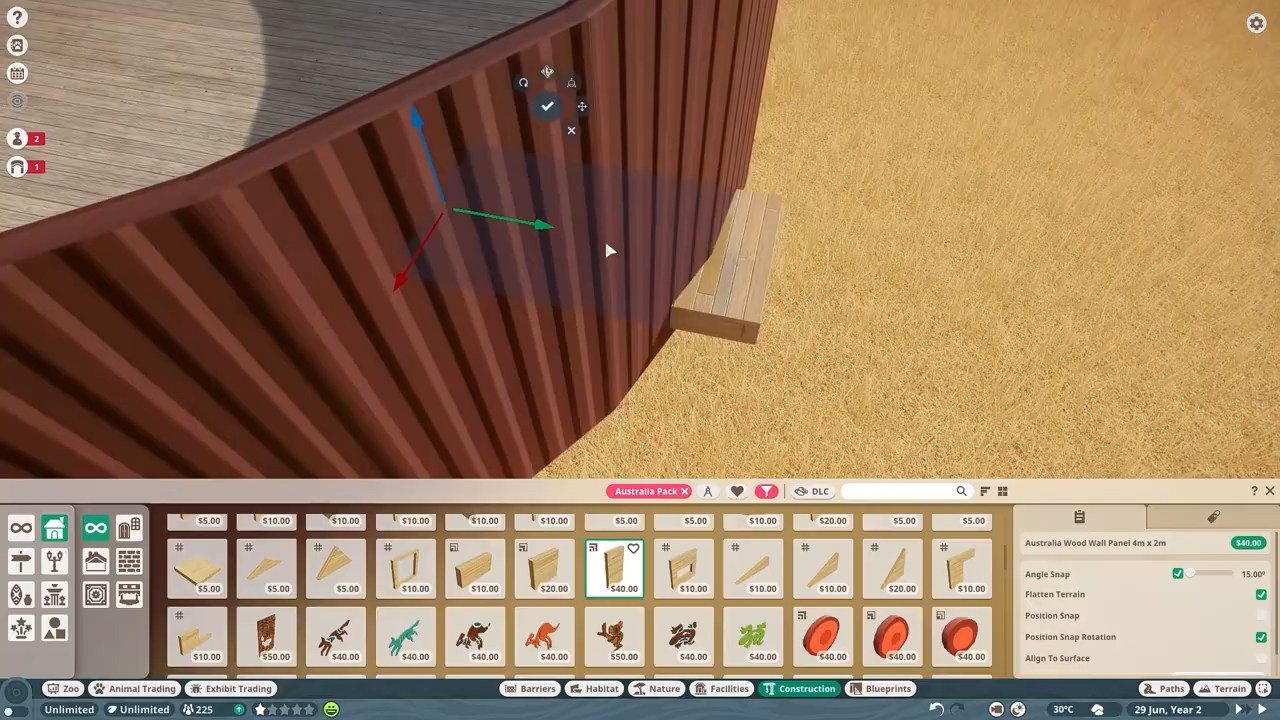 2
1
Australia Pack
DLC
$5.00 $10.00 $10.00 $10.00 $10.00 $10.00 $5.00 $5.00 $10.00 $20.00 $5.00 $5.00
$5.00 $5.00 $5.00 $10.00 $10.00 $20.00 $40.00 $10.00 $10.00 $10.00 $20.00 $10.00
$10.00 $50.00 $40.00 $40.00 $40.00 $40.00 $50.00 $40.00 $40.00 $40.00 $40.00 $40.00
Australia Wood Wall Panel 4m x 2m $40.00
Angle Snap 15.00°
Flatten Terrain
Position Snap
Position Snap Rotation
Align To Surface
Zoo Animal Trading Exhibit Trading Barriers Habitat Nature Facilities Construction Blueprints Paths Terrain
Unlimited Unlimited 225 30°C 29 Jun, Year 2